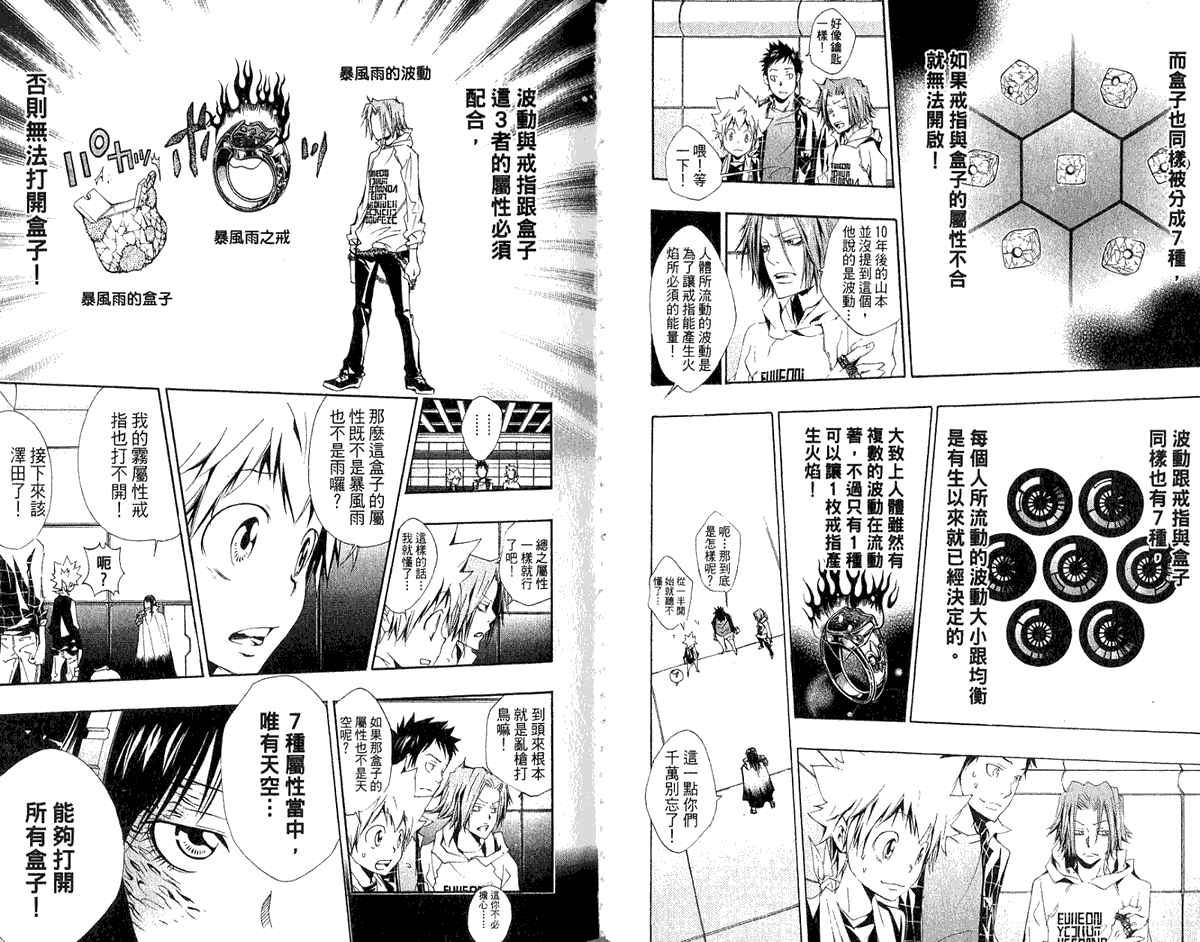 而盒子也同樣被分成7種，
如果戒指與盒子的屬性不合
就無法開啟！
好像鑰匙
一樣！
喂！等
一下！
10年後的山本
並沒提到這個，
他說的是波動…
人體所流動的波動是
為了讓戒指能產生火
焰所必須的能量！
波動跟戒指與盒子
同樣也有7種。
每個人所流動的波動大小跟均衡
是有生以來就已經決定的。
大致上人體雖然有
複數的波動在流動
著，不過只有1種
可以讓1枚戒指產
生火焰！
呃…那到底
是怎樣呢？
從一半開
始就聽不
懂了…
這一點你們
千萬別忘了！
EVIEON
YEJKUT
波動與戒指跟盒子
這3者的屬性必須
配合，
暴風雨的波動
暴風雨之戒
暴風雨的盒子
ボォッ
パカッ
否則無法打開盒子！
……
總之屬性
一樣就行
了吧！
這樣的話…
我就懂了…
那麼這盒子的屬
性既不是暴風雨
也不是雨囉？
我的霧屬性戒
指也打不開！
接下來該
澤田了！
呃？
到頭來根本
就是亂槍打
鳥嘛！
如果那盒子的
屬性也不是天
空呢？
這你不必
擔心……
7種屬性當中，
唯有天空…
能夠打開
所有盒子！